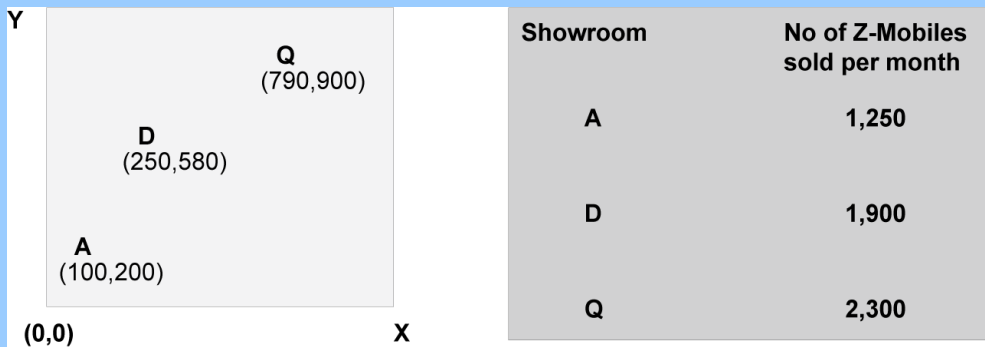 Y
Q
(790,900)
D
(250,580)
A
(100,200)
(0,0)
X
Showroom
No of Z-Mobiles
sold per month
A
1,250
D
1,900
Q
2,300